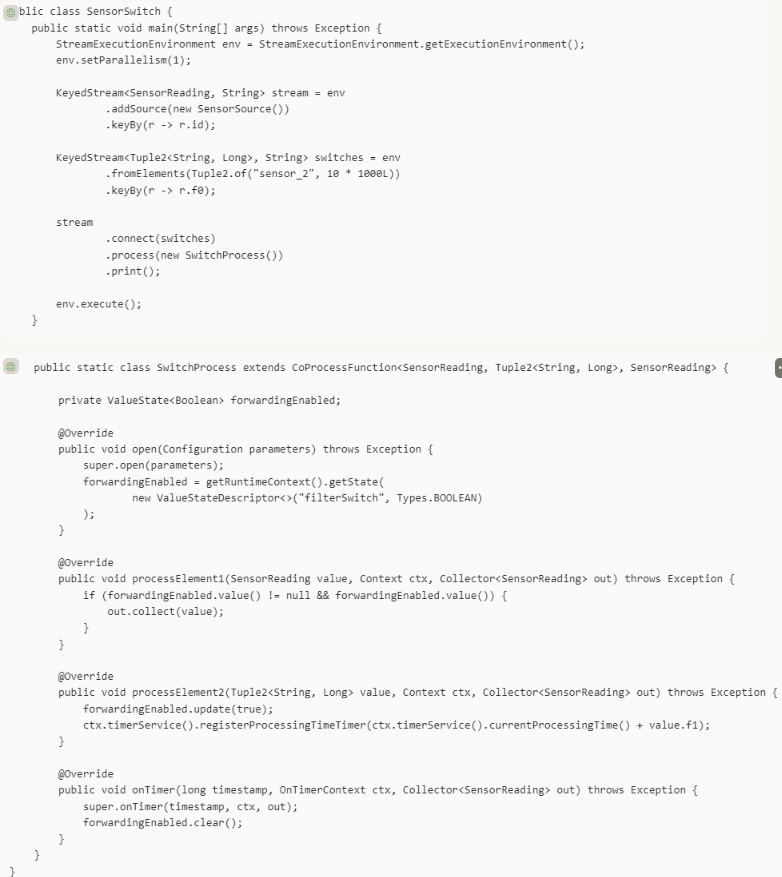 blic class SensorSwitch {
    public static void main(String[] args) throws Exception {
        StreamExecutionEnvironment env = StreamExecutionEnvironment.getExecutionEnvironment();
        env.setParallelism(1);

        KeyedStream<SensorReading, String> stream = env
                .addSource(new SensorSource())
                .keyBy(r -> r.id);

        KeyedStream<Tuple2<String, Long>, String> switches = env
                .fromElements(Tuple2.of("sensor_2", 10 * 1000L))
                .keyBy(r -> r.f0);

        stream
                .connect(switches)
                .process(new SwitchProcess())
                .print();

        env.execute();
    }

    public static class SwitchProcess extends CoProcessFunction<SensorReading, Tuple2<String, Long>, SensorReading> {

        private ValueState<Boolean> forwardingEnabled;

        @Override
        public void open(Configuration parameters) throws Exception {
            super.open(parameters);
            forwardingEnabled = getRuntimeContext().getState(
                    new ValueStateDescriptor<>("filterSwitch", Types.BOOLEAN)
            );
        }

        @Override
        public void processElement1(SensorReading value, Context ctx, Collector<SensorReading> out) throws Exception {
            if (forwardingEnabled.value() != null && forwardingEnabled.value()) {
                out.collect(value);
            }
        }

        @Override
        public void processElement2(Tuple2<String, Long> value, Context ctx, Collector<SensorReading> out) throws Exception {
            forwardingEnabled.update(true);
            ctx.timerService().registerProcessingTimeTimer(ctx.timerService().currentProcessingTime() + value.f1);
        }

        @Override
        public void onTimer(long timestamp, OnTimerContext ctx, Collector<SensorReading> out) throws Exception {
            super.onTimer(timestamp, ctx, out);
            forwardingEnabled.clear();
        }
    }
}